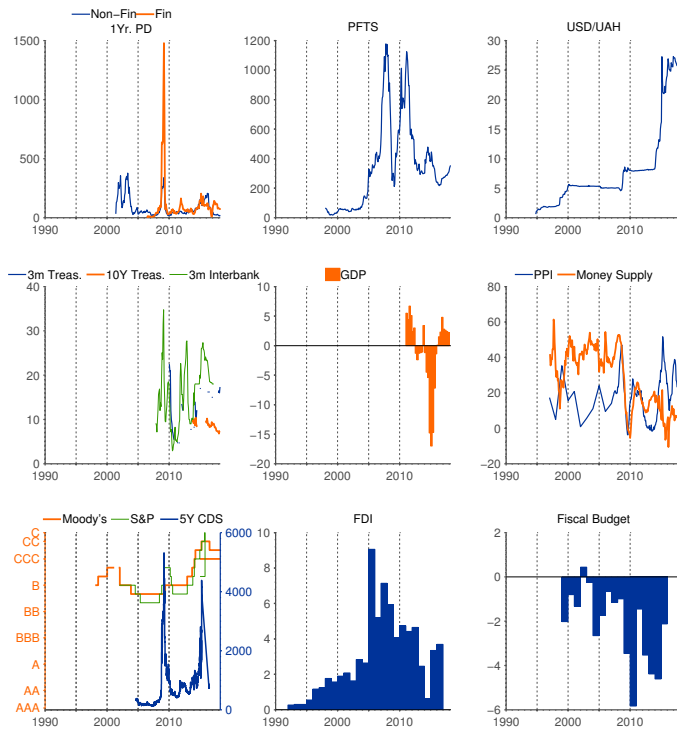 Non−Fin Fin
1Yr. PD
PFTS
USD/UAH
1500
1000
500
0
1990 2000 2010
1200
1000
800
600
400
200
0
1990 2000 2010
30
25
20
15
10
5
0
1990 2000 2010
3m Treas. 10Y Treas. 3m Interbank
GDP
PPI Money Supply
40
30
20
10
0
1990 2000 2010
10
5
0
−5
−10
−15
−20
1990 2000 2010
80
60
40
20
0
−20
1990 2000 2010
Moody's S&P 5Y CDS
FDI
Fiscal Budget
C
CC
CCC
B
BB
BBB
A
AA
AAA
6000
4000
2000
0
1990 2000 2010
10
8
6
4
2
0
1990 2000 2010
2
0
−2
−4
−6
1990 2000 2010